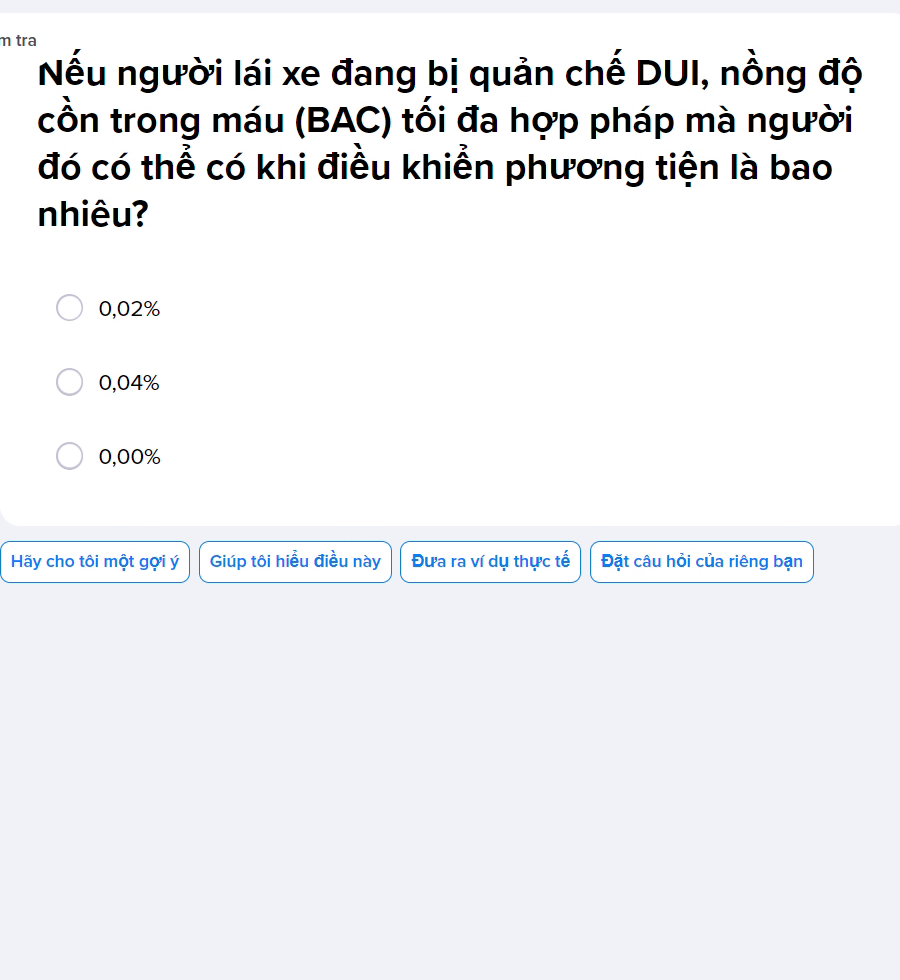 m tra
Nếu người lái xe đang bị quản chế DUI, nồng độ
cồn trong máu (BAC) tối đa hợp pháp mà người
đó có thể có khi điều khiển phương tiện là bao
nhiêu?
0,02%
0,04%
0,00%
Hãy cho tôi một gợi ý
Giúp tôi hiểu điều này
Đưa ra ví dụ thực tế
Đặt câu hỏi của riêng bạn